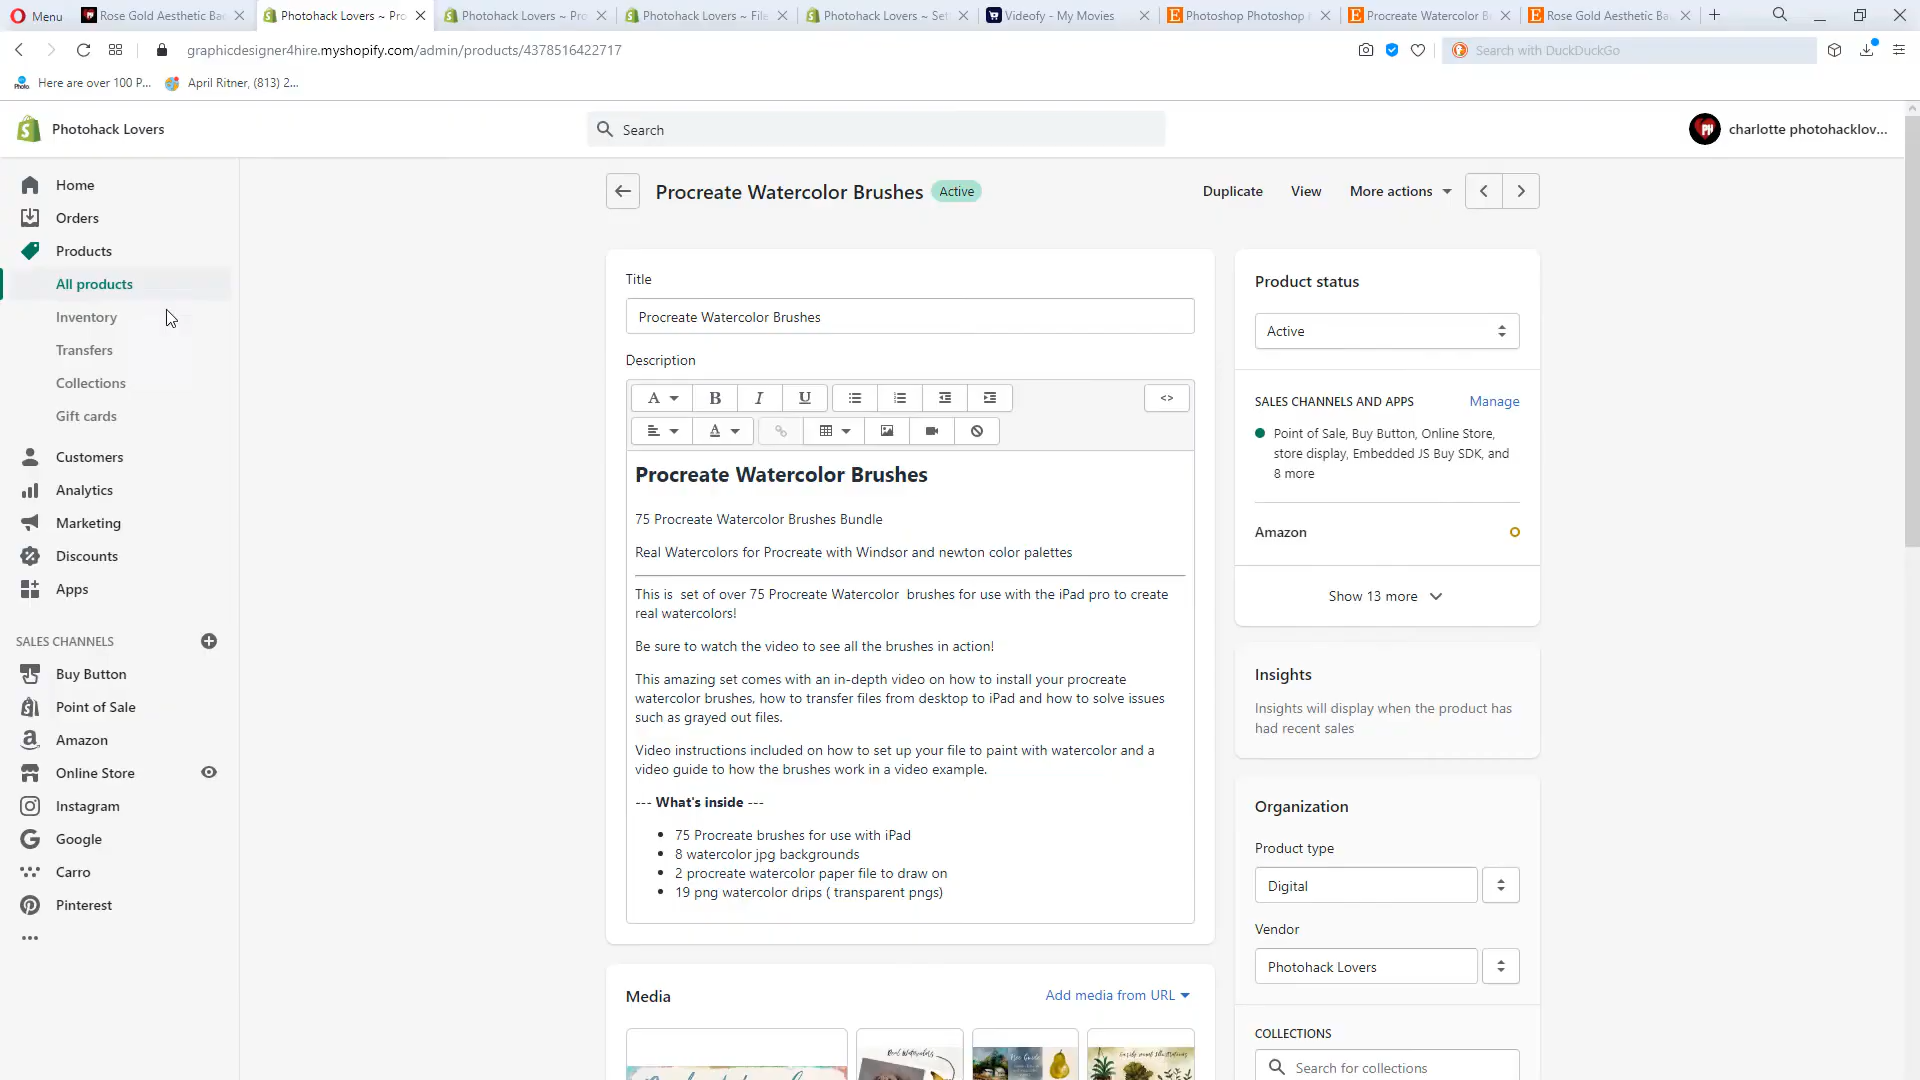 Menu
Rose Gold Aesthetic Ba
Photohack Lovers ~ Pro
Photohack Lovers ~ Pro
Photohack Lovers ~ File
Photohack Lovers ~ Set
Videofy - My Movies
Photoshop Photoshop
Procreate Watercolor B
Rose Gold Aesthetic Ba
graphicdesigner4hire.myshopify.com/admin/products/4378516422717
Search with DuckDuckGo
Here are over 100 P...
April Ritner, (813) 2...
Photohack Lovers
Search
charlotte photohacklov...
Home
Orders
Products
All products
Inventory
Transfers
Collections
Gift cards
Customers
Analytics
Marketing
Discounts
Apps
SALES CHANNELS
Buy Button
Point of Sale
Amazon
Online Store
Instagram
Google
Carro
Pinterest
Procreate Watercolor Brushes
Active
Duplicate
View
More actions
Title
Procreate Watercolor Brushes
Description
A
B
I
U
<>
A
Procreate Watercolor Brushes
75 Procreate Watercolor Brushes Bundle
Real Watercolors for Procreate with Windsor and newton color palettes
This is set of over 75 Procreate Watercolor brushes for use with the iPad pro to create
real watercolors!
Be sure to watch the video to see all the brushes in action!
This amazing set comes with an in-depth video on how to install your procreate
watercolor brushes, how to transfer files from desktop to iPad and how to solve issues
such as grayed out files.
Video instructions included on how to set up your file to paint with watercolor and a
video guide to how the brushes work in a video example.
--- What's inside ---
75 Procreate brushes for use with iPad
8 watercolor jpg backgrounds
2 procreate watercolor paper file to draw on
19 png watercolor drips ( transparent pngs)
Media
Add media from URL
Real Watercolors
Product status
Active
SALES CHANNELS AND APPS
Manage
Point of Sale, Buy Button, Online Store,
store display, Embedded JS Buy SDK, and
8 more
Amazon
Show 13 more
Insights
Insights will display when the product has
had recent sales
Organization
Product type
Digital
Vendor
Photohack Lovers
COLLECTIONS
Search for collections